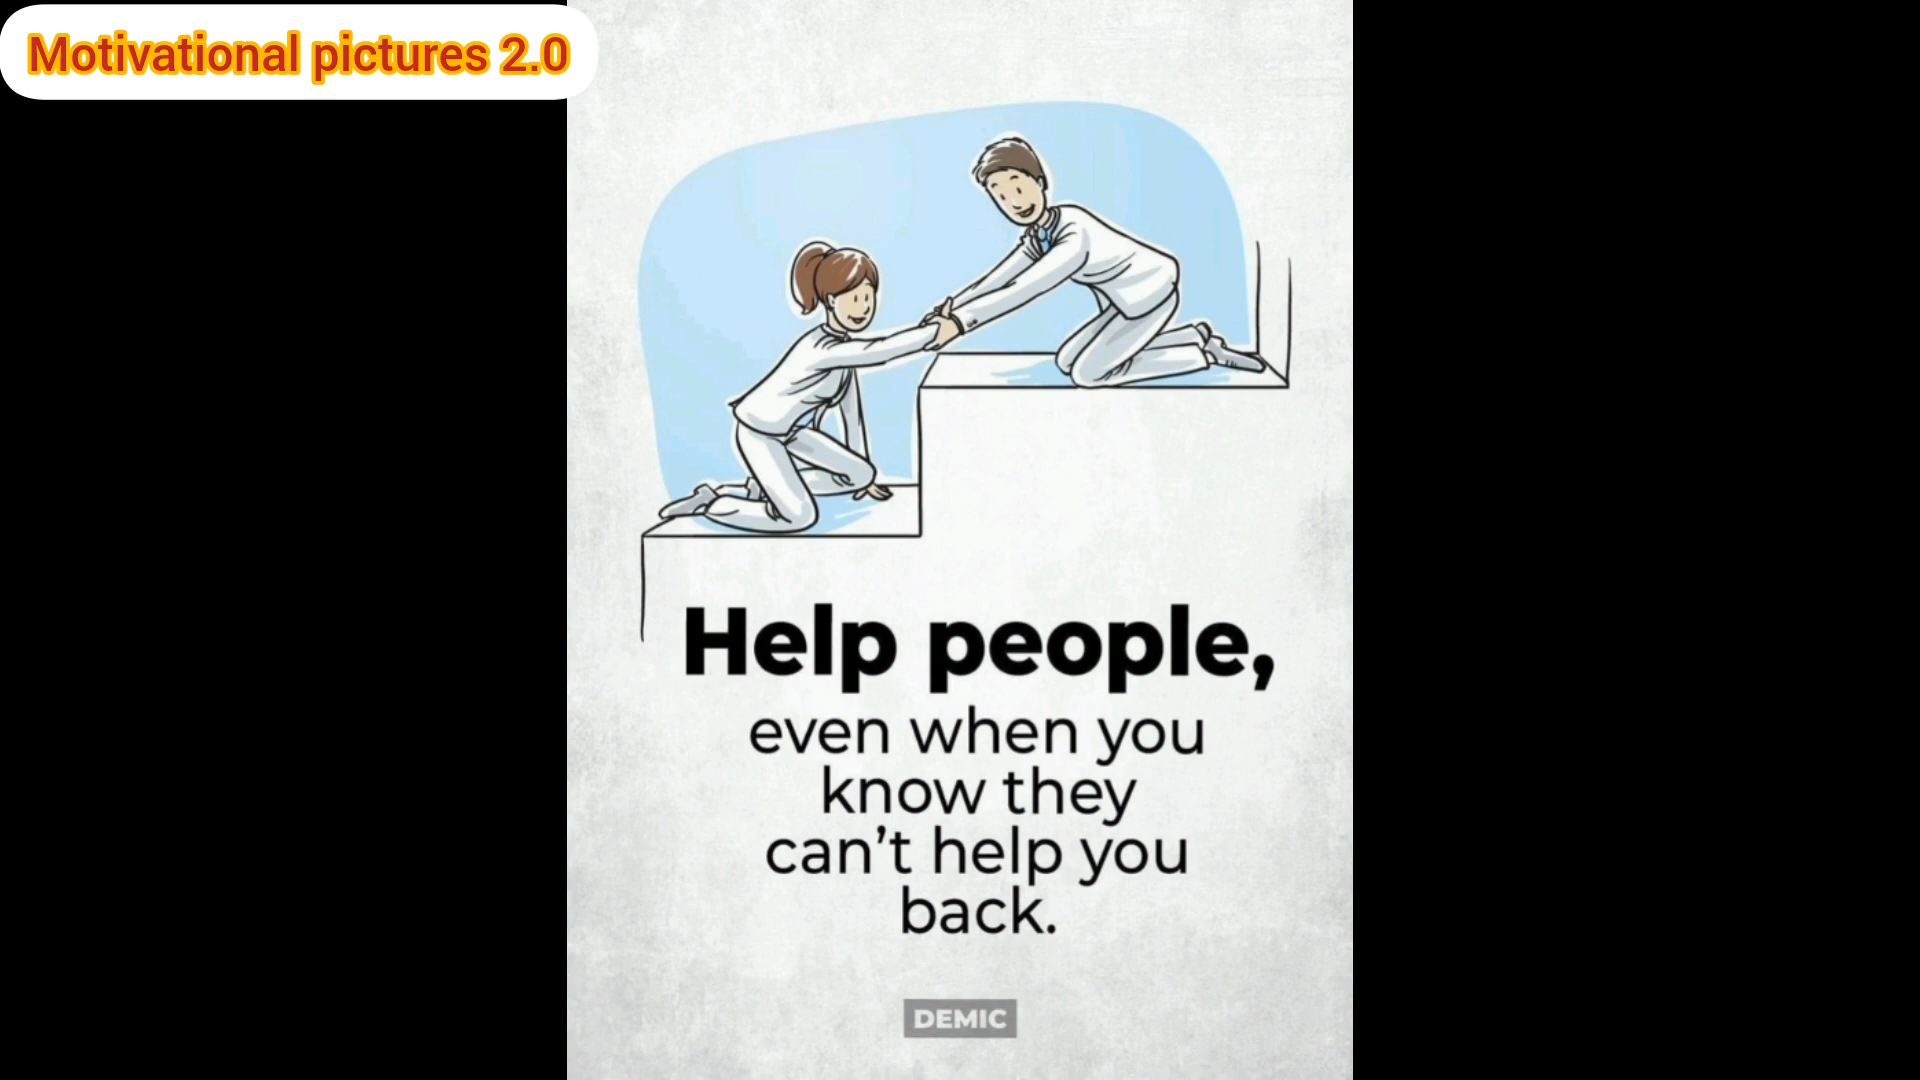 Motivational pictures 2.0
Help people,
even when you
know they
can’t help you
back.
DEMIC